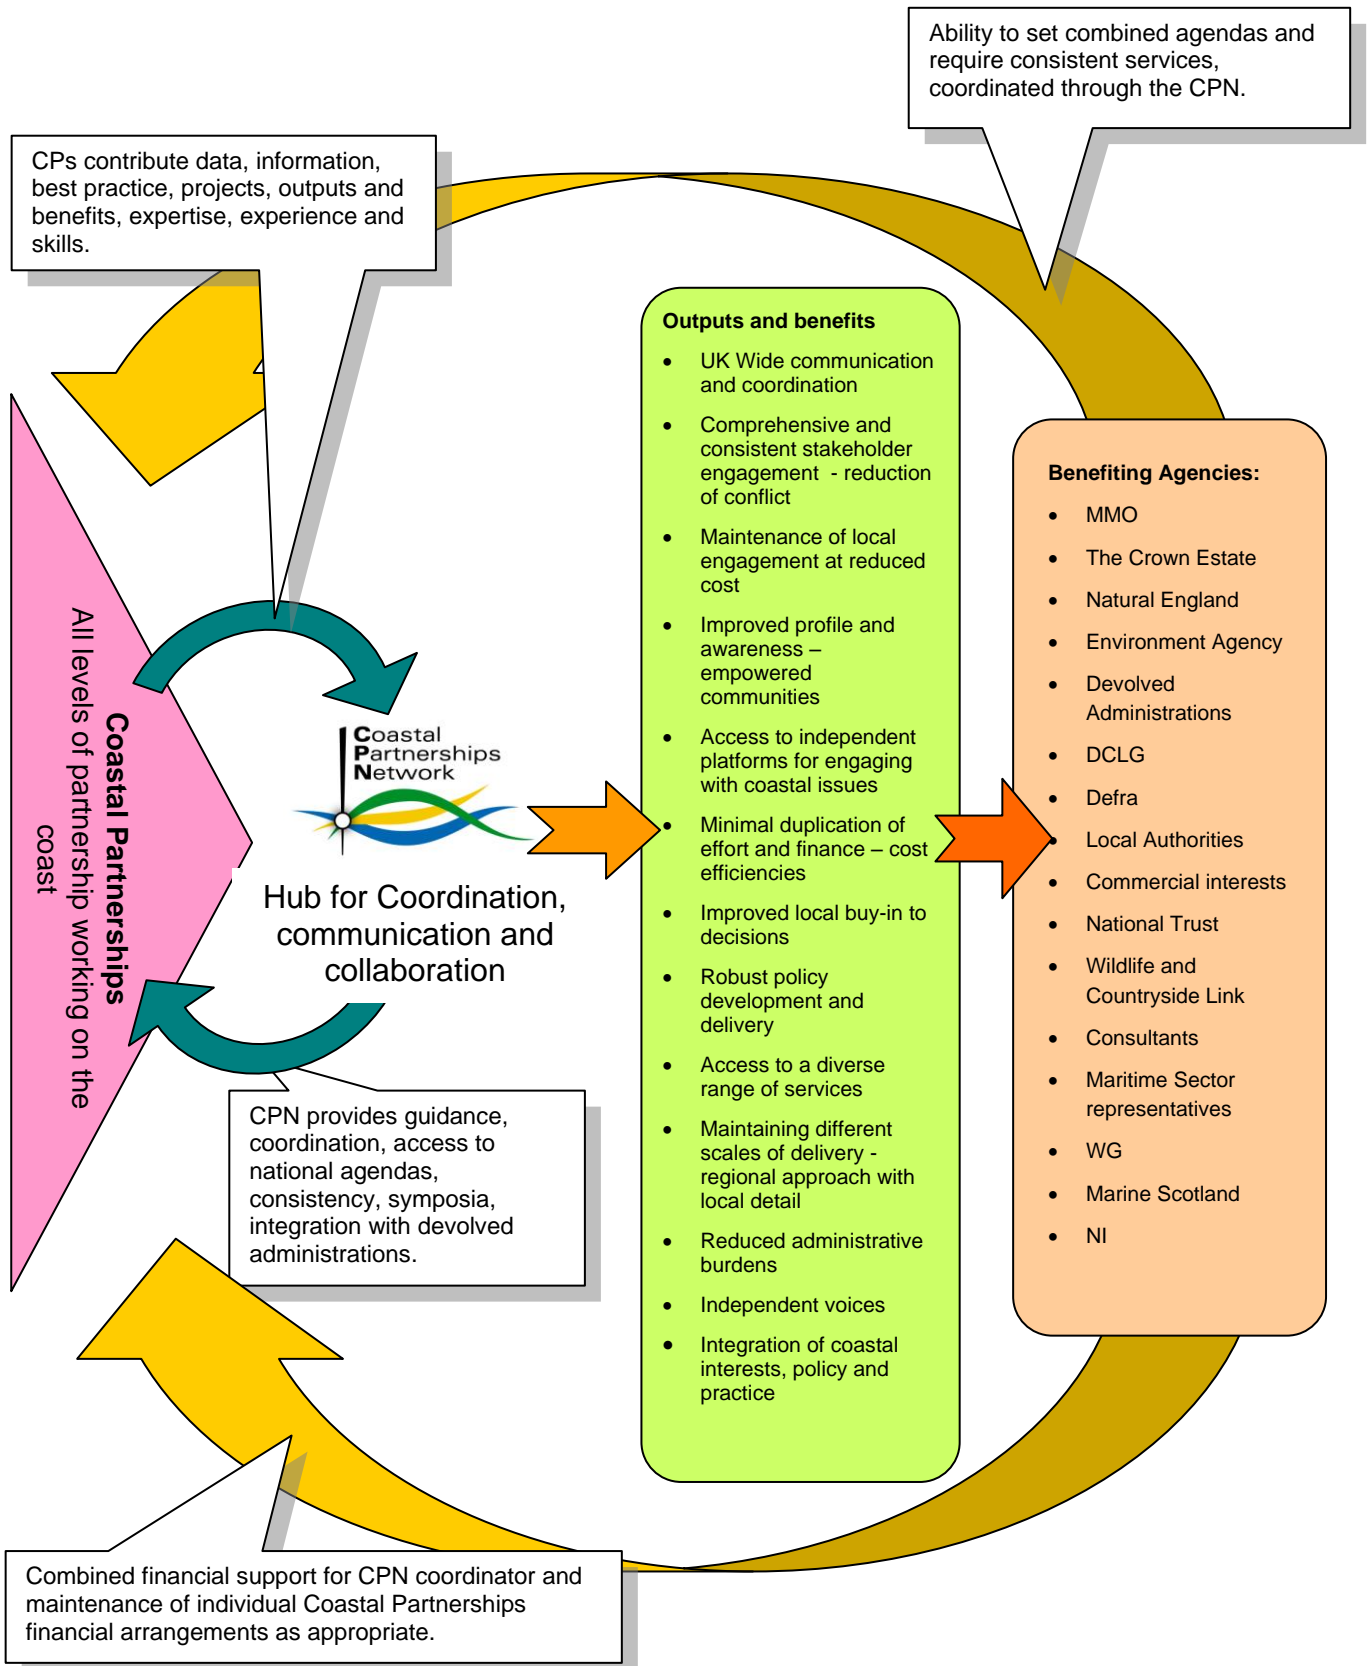 Ability to set combined agendas and
require consistent services,
coordinated through the CPN.
CPs contribute data, information,
best practice, projects, outputs and
benefits, expertise, experience and
skills.
Coastal Partnerships
All levels of partnership working on the
coast
Coastal
Partnerships
Network
Hub for Coordination,
communication and
collaboration
CPN provides guidance,
coordination, access to
national agendas,
consistency, symposia,
integration with devolved
administrations.
Outputs and benefits
• UK Wide communication
and coordination
• Comprehensive and
consistent stakeholder
engagement - reduction
of conflict
• Maintenance of local
engagement at reduced
cost
• Improved profile and
awareness –
empowered
communities
• Access to independent
platforms for engaging
with coastal issues
• Minimal duplication of
effort and finance – cost
efficiencies
• Improved local buy-in to
decisions
• Robust policy
development and
delivery
• Access to a diverse
range of services
• Maintaining different
scales of delivery -
regional approach with
local detail
• Reduced administrative
burdens
• Independent voices
• Integration of coastal
interests, policy and
practice
Benefiting Agencies:
• MMO
• The Crown Estate
• Natural England
• Environment Agency
• Devolved
Administrations
• DCLG
• Defra
• Local Authorities
• Commercial interests
• National Trust
• Wildlife and
Countryside Link
• Consultants
• Maritime Sector
representatives
• WG
• Marine Scotland
• NI
Combined financial support for CPN coordinator and
maintenance of individual Coastal Partnerships
financial arrangements as appropriate.